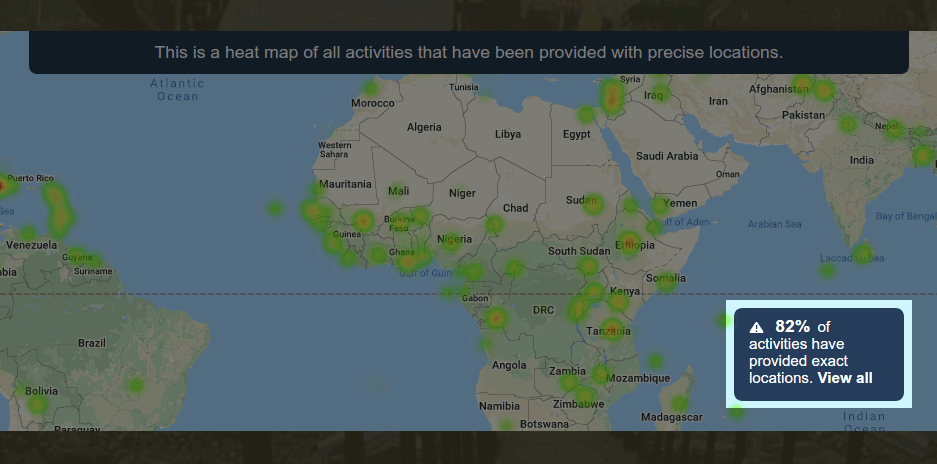 This is a heat map of all activities that have been provided with precise locations.
Atlantic
Ocean
Tunisia
Syria
Morocco
Iraq
Iran
Afghanistan
Pakistan
Algeria
Libya
Egypt
Western
Sahara
Nepal
Saudi Arabia
India
Oman
Puerto Rico
Mauritania
Mali
Niger
Chad
Sudan
Yemen
Sea
Burkina
Faso
Gulf of Aden
Arabian Sea
Bay of Bengal
Guinea
Nigeria
Ethiopia
Venezuela
Ghana
South Sudan
Guyana
Suriname
Gulf of Guin
Laccadive Sea
bia
Somalia
Gabon
Kenya
DRC
Tanzania
Brazil
Angola
Zambia
Mozambique
Bolivia
Namibia
Zimbabwe
Madagascar
Botswana
Paraguay
Indian
Ocean
82% of
activities have
provided exact
locations. View all